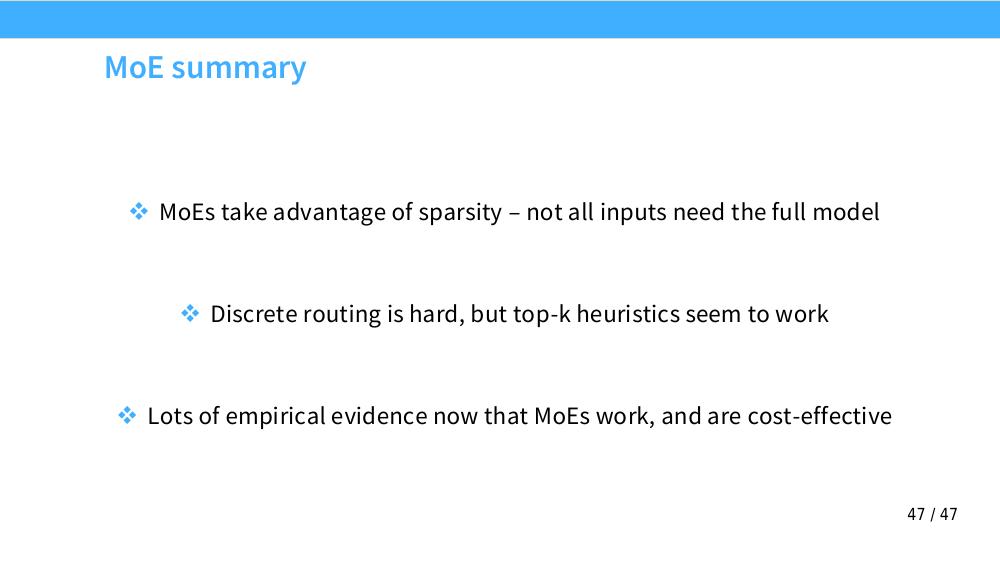 MoE summary
❖ MoEs take advantage of sparsity – not all inputs need the full model
❖ Discrete routing is hard, but top-k heuristics seem to work
❖ Lots of empirical evidence now that MoEs work, and are cost-effective
47 / 47